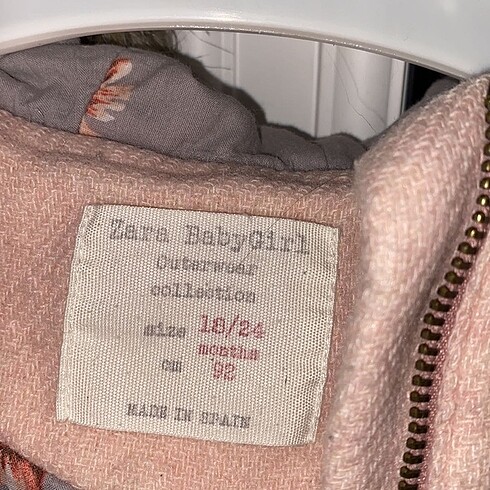 Zara BabyGirl
Outerwear
collection
size 18/24
months
cm 92
MADE IN SPAIN